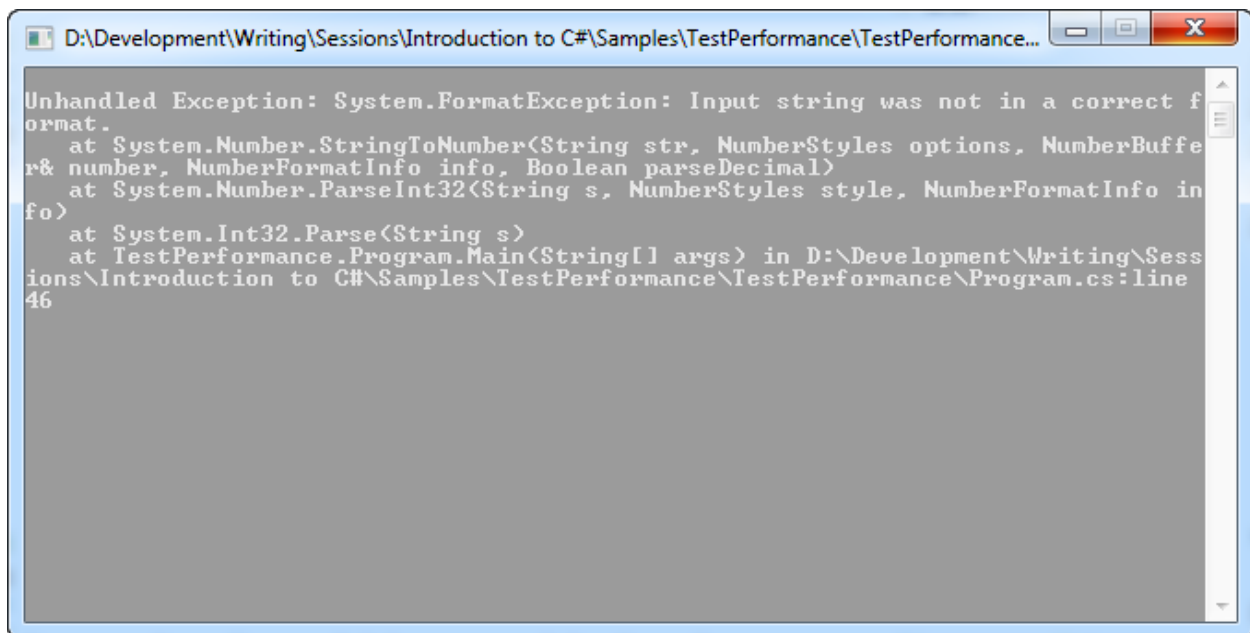 D:\Development\Writing\Sessions\Introduction to C#\Samples\TestPerformance\TestPerformance...
Unhandled Exception: System.FormatException: Input string was not in a correct f
ormat.
   at System.Number.StringToNumber(String str, NumberStyles options, NumberBuffe
r& number, NumberFormatInfo info, Boolean parseDecimal)
   at System.Number.ParseInt32(String s, NumberStyles style, NumberFormatInfo in
fo)
   at System.Int32.Parse(String s)
   at TestPerformance.Program.Main(String[] args) in D:\Development\Writing\Sess
ions\Introduction to C#\Samples\TestPerformance\TestPerformance\Program.cs:line
46